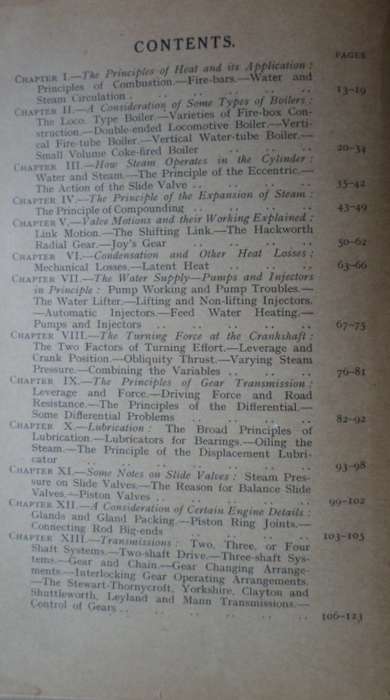 CONTENTS.
PAGES
CHAPTER I.—The Principles of Heat and its Application :
Principles of Combustion.—Fire-bars.—Water and
Steam Circulation . .. .. .. .. 13–19
CHAPTER II.—A Consideration of Some Types of Boilers :
The Loco. Type Boiler—Varieties of Fire-box Con-
struction.—Double-ended Locomotive Boiler.—Verti-
cal Fire-tube Boiler.—Vertical Water-tube Boiler.—
Small Volume Coke-fired Boiler .. .. .. 20–34
CHAPTER III.—How Steam Operates in the Cylinder :
Water and Steam.—The Principle of the Eccentric.—
The Action of the Slide Valve .. .. .. .. 35–42
CHAPTER IV.—The Principle of the Expansion of Steam :
The Principle of Compounding .. .. .. .. 43–49
CHAPTER V.—Valve Motions and their Working Explained :
Link Motion.—The Shifting Link.—The Hackworth
Radial Gear.—Joy's Gear .. .. .. .. 50–62
CHAPTER VI.—Condensation and Other Heat Losses :
Mechanical Losses.—Latent Heat .. .. .. 63–66
CHAPTER VII.—The Water Supply—Pumps and Injectors
in Principle : Pump Working and Pump Troubles.—
The Water Lifter.—Lifting and Non-lifting Injectors.
—Automatic Injectors.—Feed Water Heating.—
Pumps and Injectors .. .. .. .. .. 67–75
CHAPTER VIII.—The Turning Force at the Crankshaft :
The Two Factors of Turning Effort.—Leverage and
Crank Position.—Obliquity Thrust.—Varying Steam
Pressure.—Combining the Variables .. .. .. 76–81
CHAPTER IX.—The Principles of Gear Transmission :
Leverage and Force.—Driving Force and Road
Resistance.—The Principles of the Differential.—
Some Differential Problems .. .. .. .. 82–92
CHAPTER X.—Lubrication : The Broad Principles of
Lubrication.—Lubricators for Bearings.—Oiling the
Steam.—The Principle of the Displacement Lubri-
cator .. .. .. .. .. .. .. 93–98
CHAPTER XI.—Some Notes on Slide Valves : Steam Pres-
sure on Slide Valves.—The Reason for Balance Slide
Valves.—Piston Valves .. .. .. .. .. 99–102
CHAPTER XII.—A Consideration of Certain Engine Details :
Glands and Gland Packing.—Piston Ring Joints.—
Connecting Rod Big-ends .. .. .. .. 103–105
CHAPTER XIII.—Transmissions : Two, Three, or Four
Shaft Systems.—Two-shaft Drive.—Three-shaft Sys-
tems.—Gear and Chain.—Gear Changing Arrange-
ments.—Interlocking Gear Operating Arrangements.
—The Stewart-Thornycroft, Yorkshire, Clayton and
Shuttleworth, Leyland and Mann Transmissions.—
Control of Gears .. .. .. .. .. .. 106–123